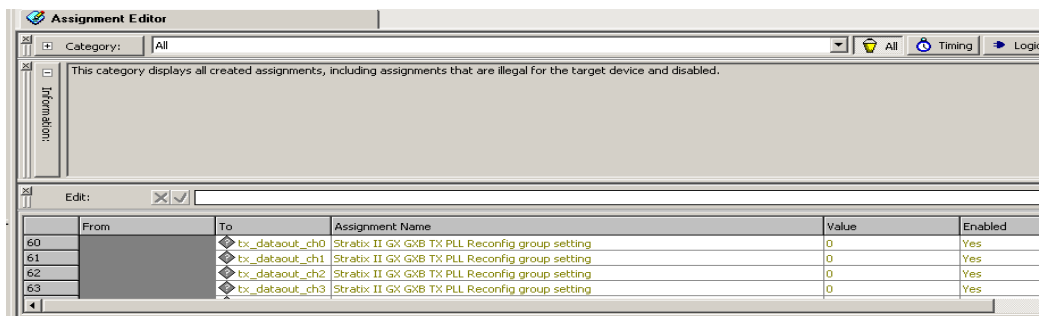 Assignment Editor
Category: All All Timing Logic
This category displays all created assignments, including assignments that are illegal for the target device and disabled.
Information:
Edit:
From To Assignment Name Value Enabled
60 tx_dataout_ch0 Stratix II GX GXB TX PLL Reconfig group setting 0 Yes
61 tx_dataout_ch1 Stratix II GX GXB TX PLL Reconfig group setting 0 Yes
62 tx_dataout_ch2 Stratix II GX GXB TX PLL Reconfig group setting 0 Yes
63 tx_dataout_ch3 Stratix II GX GXB TX PLL Reconfig group setting 0 Yes